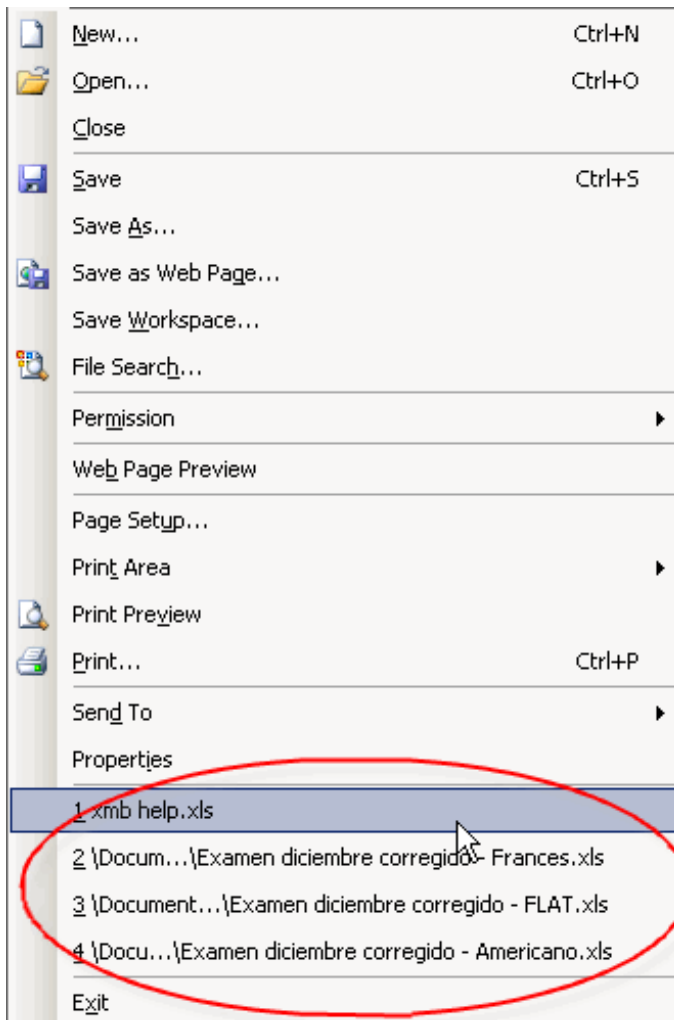 New... Ctrl+N
Open... Ctrl+O
Close
Save Ctrl+S
Save As...
Save as Web Page...
Save Workspace...
File Search...
Permission
Web Page Preview
Page Setup...
Print Area
Print Preview
Print... Ctrl+P
Send To
Properties
1 xmb help.xls
2 \Docum...\Examen diciembre corregido - Frances.xls
3 \Document...\Examen diciembre corregido - FLAT.xls
4 \Docu...\Examen diciembre corregido - Americano.xls
Exit